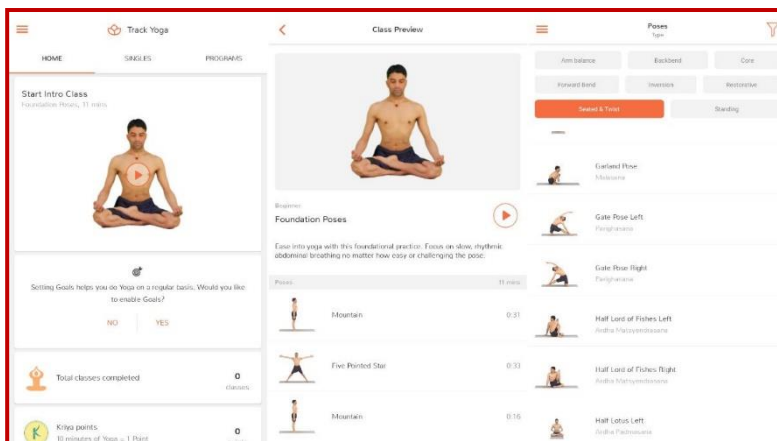 Track Yoga
HOME
SINGLES
PROGRAMS
Start Intro Class
Foundation Poses, 11 mins
Setting Goals helps you do Yoga on a regular basis. Would you like
to enable Goals?
NO
YES
Total classes completed
0
classes
K
Kriya points
0
10 minutes of Yoga = 1 Point
Class Preview
Beginner
Foundation Poses
Ease into yoga with this foundational practice. Focus on slow, rhythmic
abdominal breathing no matter how easy or challenging the pose.
Poses
11 mins
Mountain
0:31
Five Pointed Star
0:33
Mountain
0:16
Poses
Type
Arm balance
Backbend
Core
Forward Bend
Inversion
Restorative
Seated & Twist
Standing
Garland Pose
Malasana
Gate Pose Left
Parighasana
Gate Pose Right
Parighasana
Half Lord of Fishes Left
Ardha Matsyendrasana
Half Lord of Fishes Right
Ardha Matsyendrasana
Half Lotus Left
Ardha Padmasana